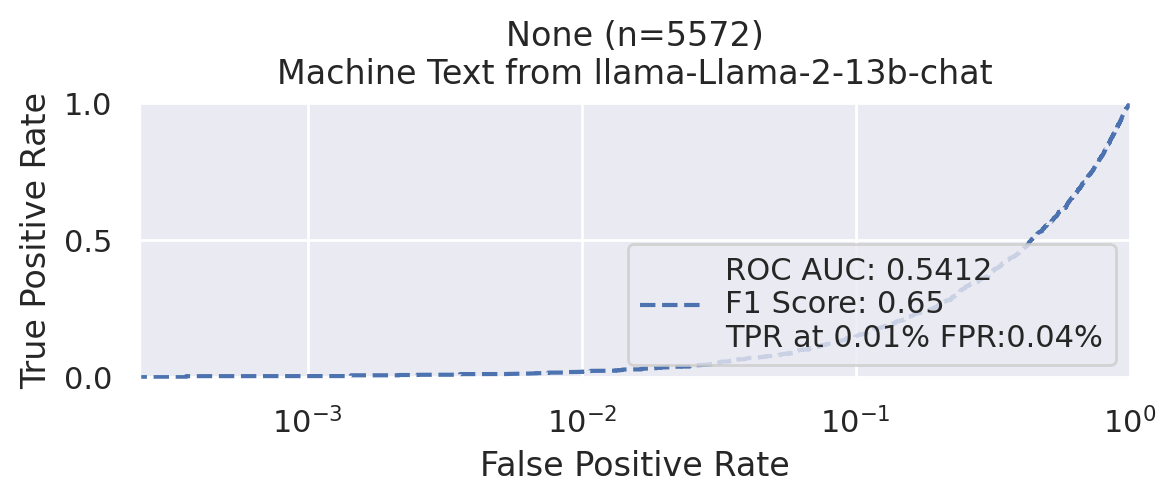 None (n=5572)
Machine Text from llama-Llama-2-13b-chat
True Positive Rate
1.0
0.5
0.0
ROC AUC: 0.5412
F1 Score: 0.65
TPR at 0.01% FPR:0.04%
10⁻³ 10⁻² 10⁻¹ 10⁰
False Positive Rate